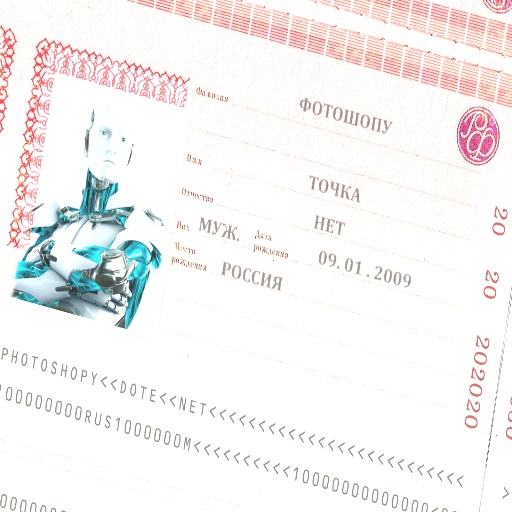 Фамилия ФОТОШОПУ
Имя
ТОЧКА
Отчество НЕТ
Пол МУЖ. Дата рождения 09.01.2009
Место рождения РОССИЯ
20 20 202020
PHOTOSHOPY<<DOTE<<NET<<<<<<<<<<<<<<<<<<<<<
00000000RUS1000000M<<<<<<<<<<1000000000000<